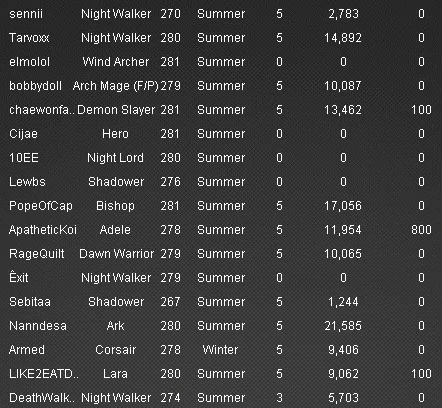 sennii Night Walker 270 Summer 5 2,783 0
Tarvoxx Night Walker 280 Summer 5 14,892 0
elmolol Wind Archer 281 Summer 0 0 0
bobbydoll Arch Mage (F/P) 279 Summer 5 10,087 0
chaewonfa.. Demon Slayer 281 Summer 5 13,462 100
Cijae Hero 281 Summer 0 0 0
10EE Night Lord 280 Summer 0 0 0
Lewbs Shadower 276 Summer 0 0 0
PopeOfCap Bishop 281 Summer 5 17,056 0
ApatheticKoi Adele 278 Summer 5 11,954 800
RageQuilt Dawn Warrior 279 Summer 5 10,065 0
Êxit Night Walker 279 Summer 0 0 0
Sebitaa Shadower 267 Summer 5 1,244 0
Nanndesa Ark 280 Summer 5 21,585 0
Armed Corsair 278 Winter 5 9,406 0
LIKE2EATD.. Lara 280 Summer 5 9,062 100
DeathWalk.. Night Walker 274 Summer 3 5,703 0